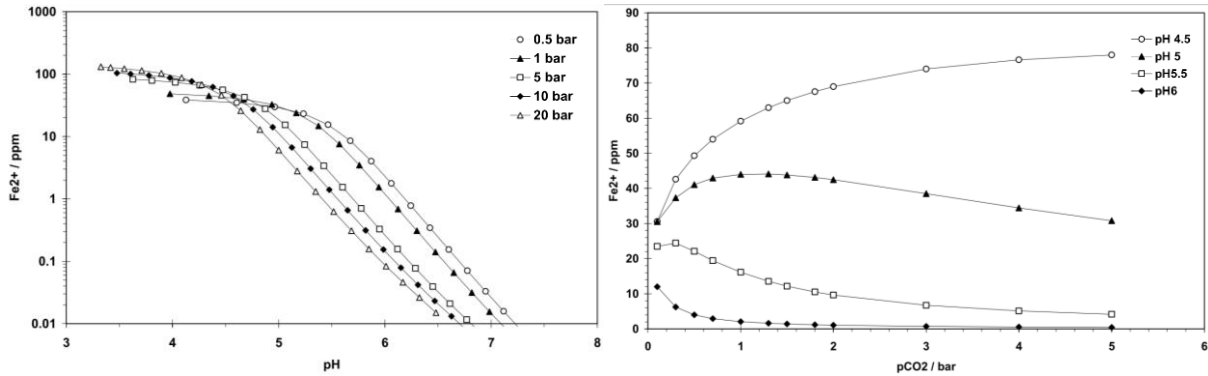 1000
100
10
1
0.1
0.01
Fe2+ / ppm
3 4 5 6 7 8
pH
0.5 bar
1 bar
5 bar
10 bar
20 bar
90
80
70
60
50
40
30
20
10
0
Fe2+ / ppm
0 1 2 3 4 5 6
pCO2 / bar
pH 4.5
pH 5
pH5.5
pH6